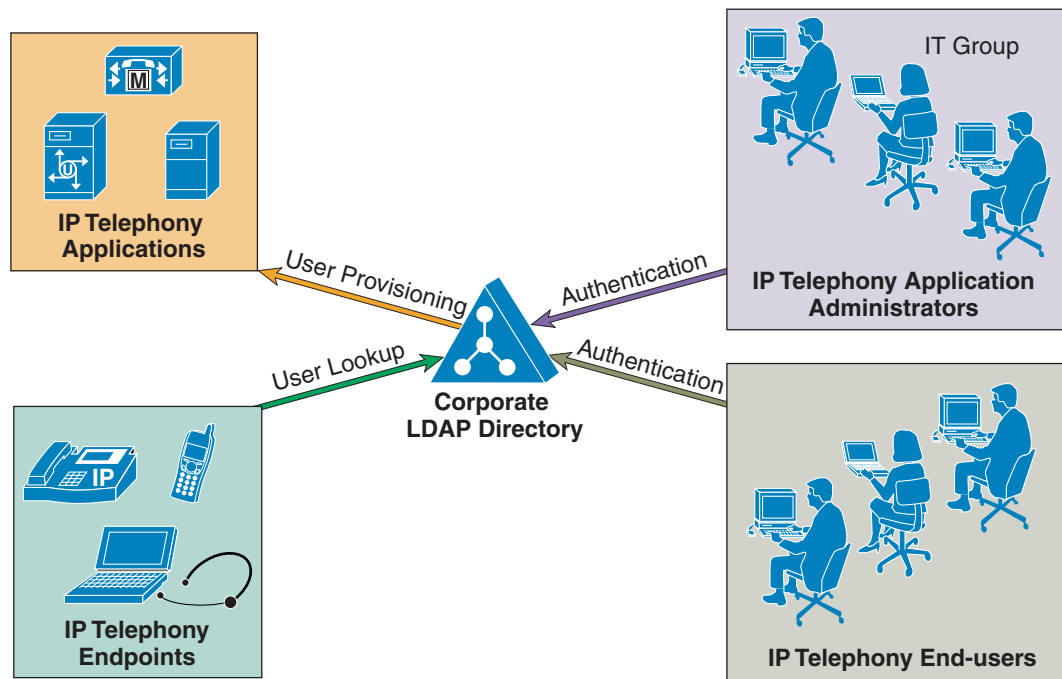 M
U
IP Telephony
Applications
IT Group
IP Telephony Application
Administrators
User Provisioning
Authentication
User Lookup
Authentication
Corporate
LDAP Directory
IP
IP Telephony
Endpoints
IP Telephony End-users